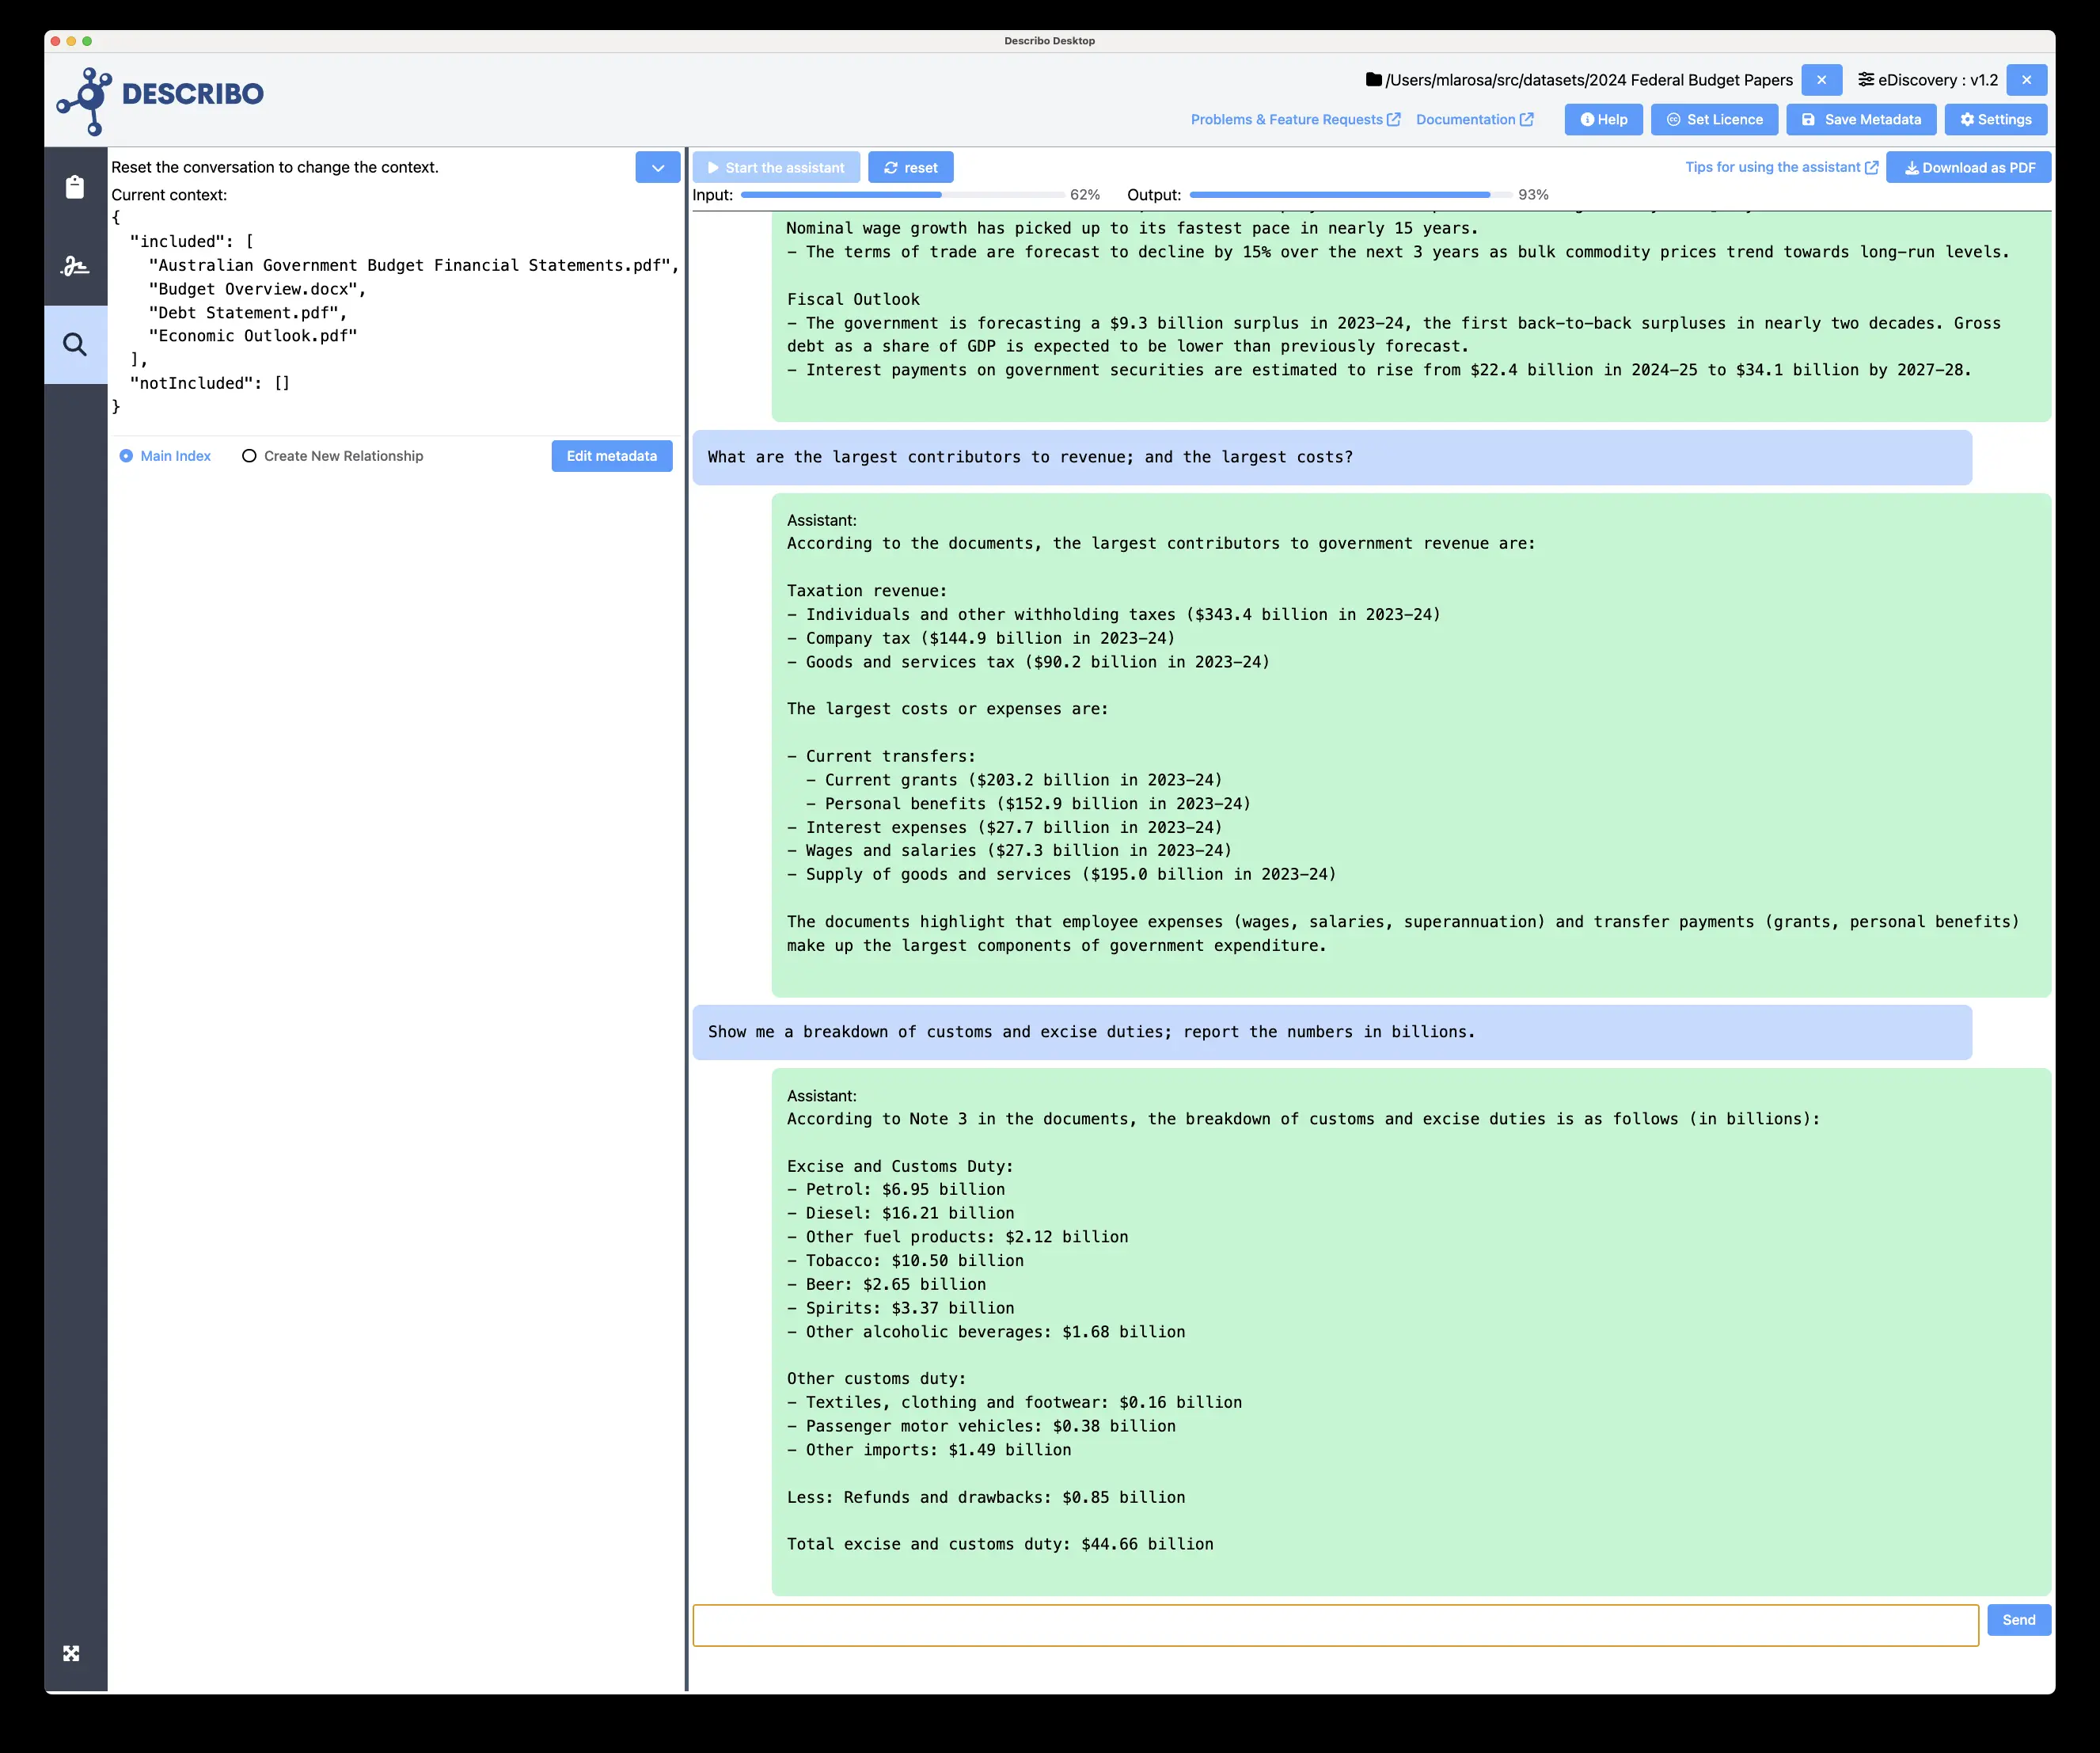 Describo Desktop
DESCRIBO
/Users/mlarosa/src/datasets/2024 Federal Budget Papers
eDiscovery : v1.2
Problems & Feature Requests
Documentation
Help
Set Licence
Save Metadata
Settings
Reset the conversation to change the context.
Current context:
{
"included": [
"Australian Government Budget Financial Statements.pdf",
"Budget Overview.docx",
"Debt Statement.pdf",
"Economic Outlook.pdf"
],
"notIncluded": []
}
Main Index
Create New Relationship
Edit metadata
Start the assistant
reset
Tips for using the assistant
Download as PDF
Input: 62%
Output: 93%
Nominal wage growth has picked up to its fastest pace in nearly 15 years.
– The terms of trade are forecast to decline by 15% over the next 3 years as bulk commodity prices trend towards long-run levels.
Fiscal Outlook
– The government is forecasting a $9.3 billion surplus in 2023-24, the first back-to-back surpluses in nearly two decades. Gross
debt as a share of GDP is expected to be lower than previously forecast.
– Interest payments on government securities are estimated to rise from $22.4 billion in 2024-25 to $34.1 billion by 2027-28.
What are the largest contributors to revenue; and the largest costs?
Assistant:
According to the documents, the largest contributors to government revenue are:
Taxation revenue:
– Individuals and other withholding taxes ($343.4 billion in 2023-24)
– Company tax ($144.9 billion in 2023-24)
– Goods and services tax ($90.2 billion in 2023-24)
The largest costs or expenses are:
– Current transfers:
– Current grants ($203.2 billion in 2023-24)
– Personal benefits ($152.9 billion in 2023-24)
– Interest expenses ($27.7 billion in 2023-24)
– Wages and salaries ($27.3 billion in 2023-24)
– Supply of goods and services ($195.0 billion in 2023-24)
The documents highlight that employee expenses (wages, salaries, superannuation) and transfer payments (grants, personal benefits)
make up the largest components of government expenditure.
Show me a breakdown of customs and excise duties; report the numbers in billions.
Assistant:
According to Note 3 in the documents, the breakdown of customs and excise duties is as follows (in billions):
Excise and Customs Duty:
– Petrol: $6.95 billion
– Diesel: $16.21 billion
– Other fuel products: $2.12 billion
– Tobacco: $10.50 billion
– Beer: $2.65 billion
– Spirits: $3.37 billion
– Other alcoholic beverages: $1.68 billion
Other customs duty:
– Textiles, clothing and footwear: $0.16 billion
– Passenger motor vehicles: $0.38 billion
– Other imports: $1.49 billion
Less: Refunds and drawbacks: $0.85 billion
Total excise and customs duty: $44.66 billion
Send